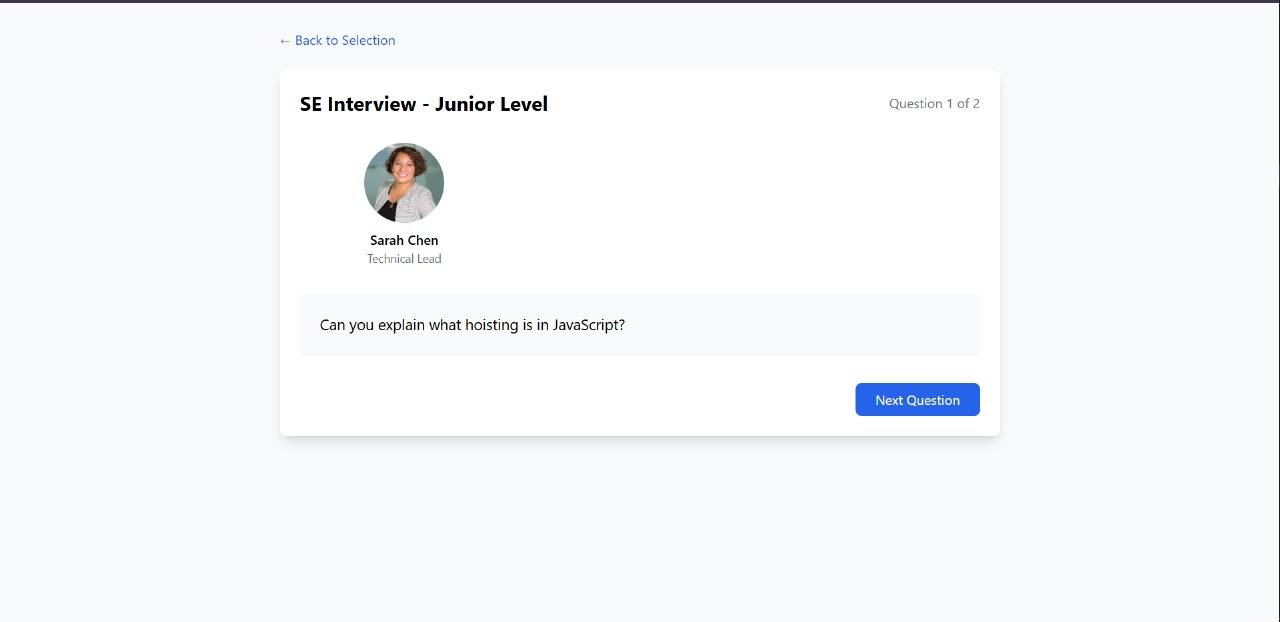 ← Back to Selection
SE Interview - Junior Level
Question 1 of 2
Sarah Chen
Technical Lead
Can you explain what hoisting is in JavaScript?
Next Question